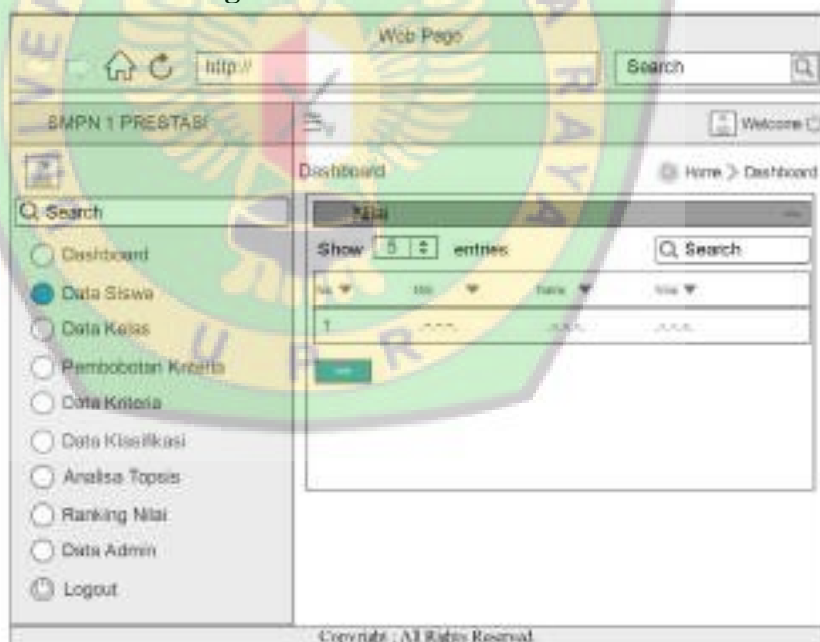 Web Page
http://
Search
SMPN 1 PRESTASI
Welcome
Dashboard
Home > Dashboard
Search
Nilai
Show 5 entries
Search
Dashboard
Data Siswa
Data Kelas
Pembobotan Kriteria
Data Kriteria
Data Klasifikasi
Analisa Topsis
Ranking Nilai
Data Admin
Logout
No
Nama
1
U P R
Copyright : All Rights Reserved.